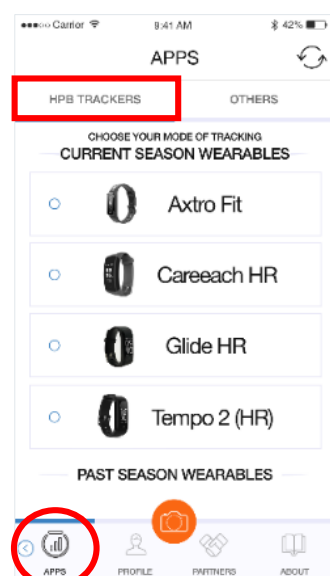 Carrier 9:41 AM 42%
APPS
HPB TRACKERS OTHERS
CHOOSE YOUR MODE OF TRACKING
CURRENT SEASON WEARABLES
Axtro Fit
Careeach HR
Glide HR
Tempo 2 (HR)
PAST SEASON WEARABLES
APPS PROFILE PARTNERS ABOUT